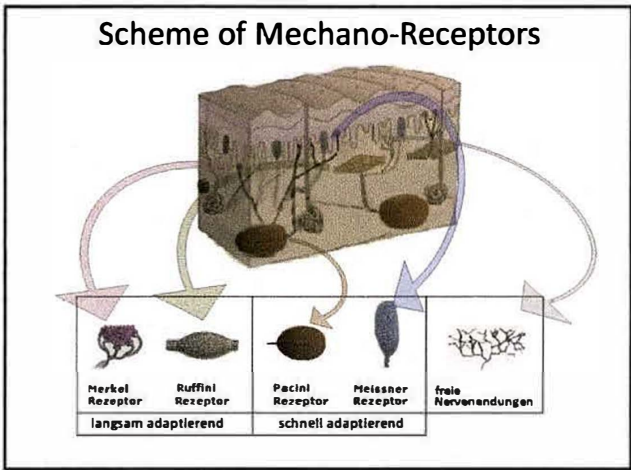 Scheme of Mechano-Receptors
Merkel Rezeptor
Ruffini Rezeptor
Pacini Rezeptor
Meissner Rezeptor
freie Nervenendungen
langsam adaptierend
schnell adaptierend